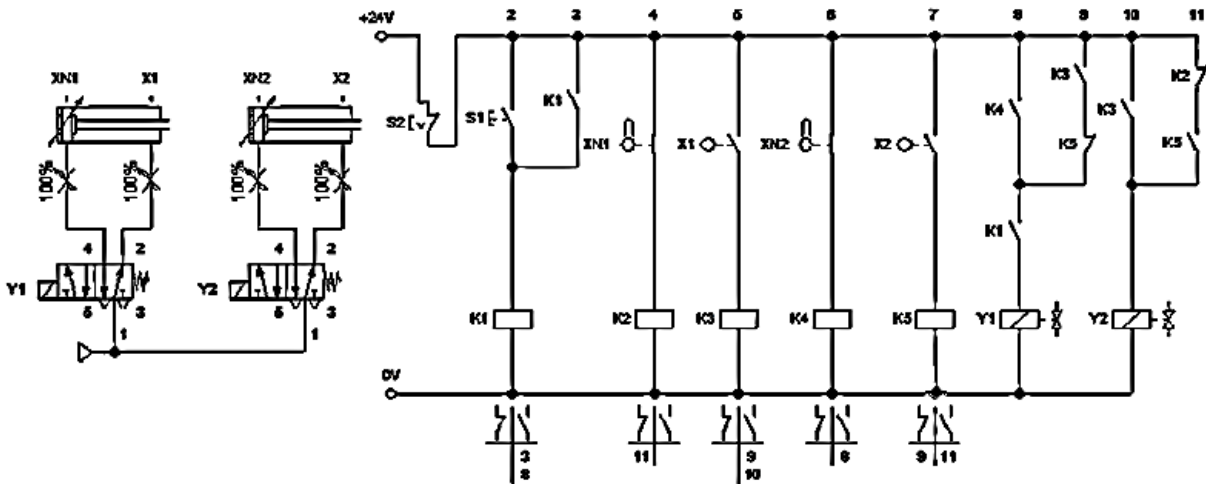 2 3 4 5 6 7 8 9 10 11
+24V
XN1 X1 XN2 X2
K3 K2
K1 K4 K3
S2 S1
XN1 X1 XN2 X2 K5 K5
100% 100% 100% 100%
K1
4 2 4 2
Y1 Y2
5 3 5 3
K1 K2 K3 K4 K5 Y1 Y2
1 1
0V
3 11 9 8 9 11
8 10